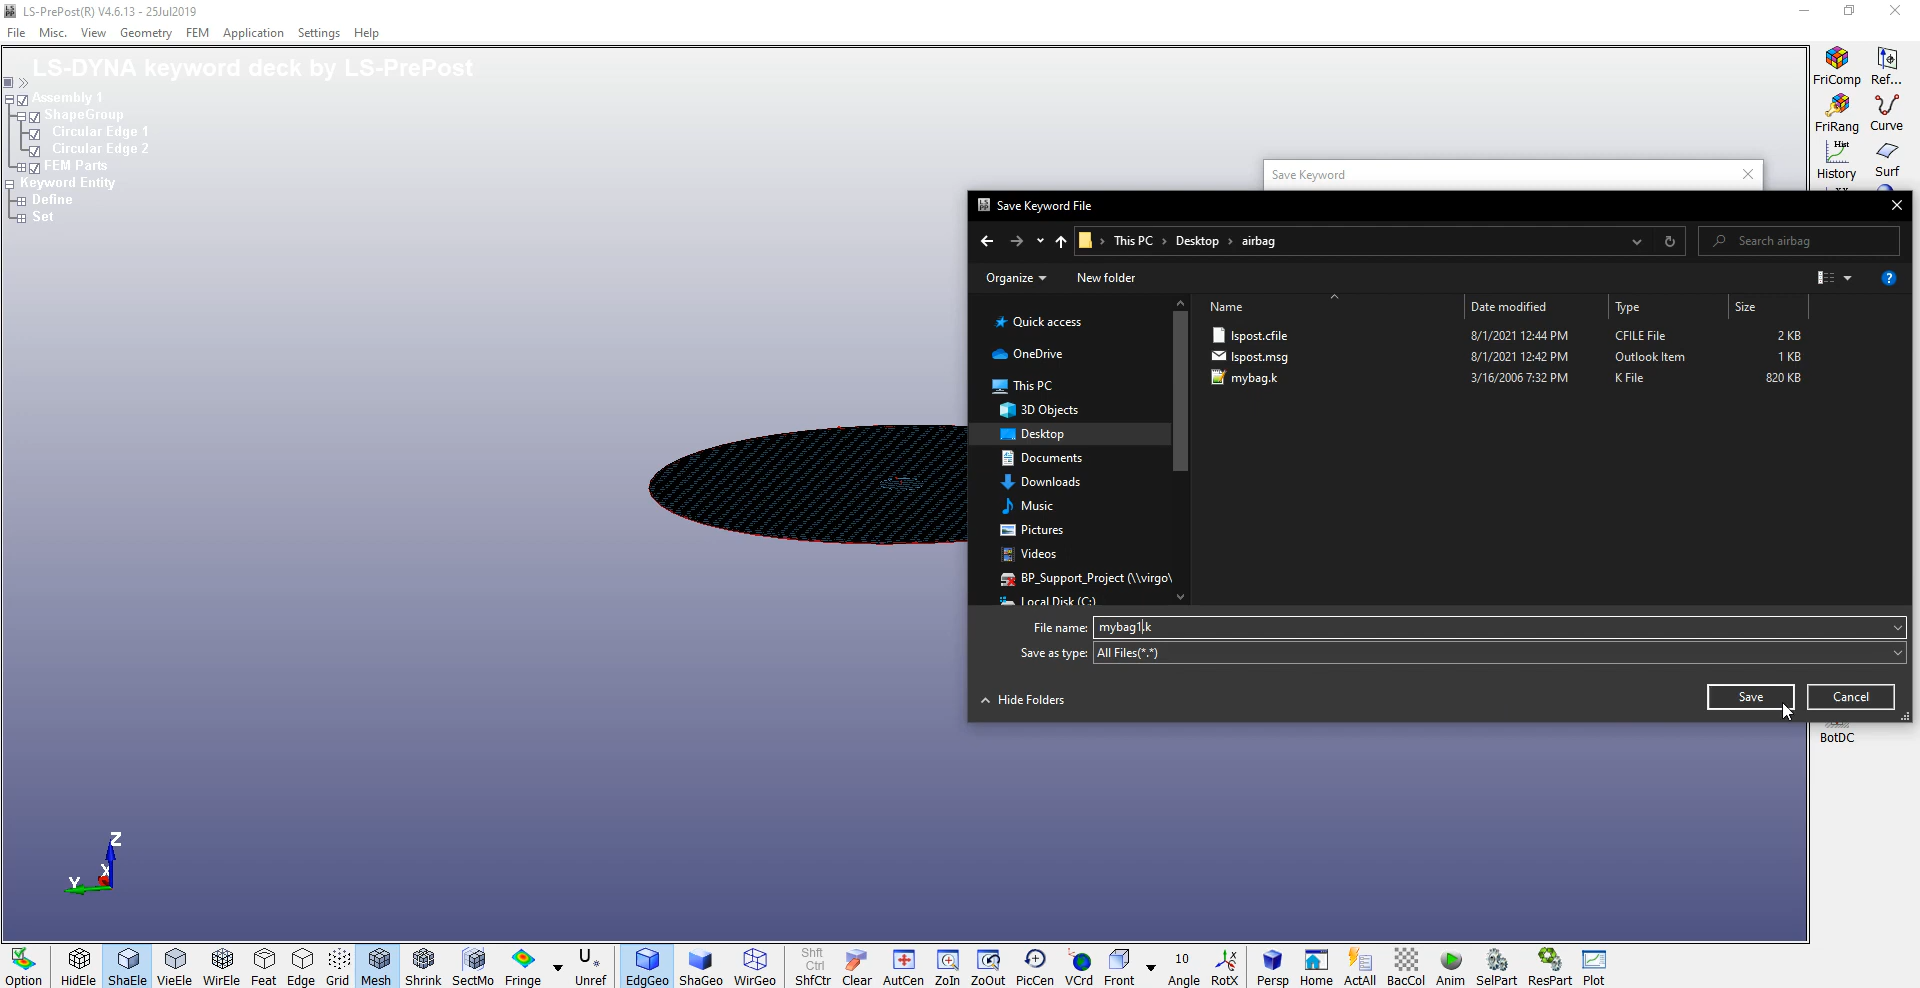 LS-PrePost(R) V4.6.13 - 25Jul2019
File Misc. View Geometry FEM Application Settings Help
LS-DYNA keyword deck by LS-PrePost
Assembly 1
ShapeGroup
Circular Edge 1
Circular Edge 2
FEM Parts
Keyword Entity
Define
Set
FriComp Ref...
FriRang Curve
Hist
History Surf
Save Keyword
Save Keyword File
This PC > Desktop > airbag
Search airbag
Organize New folder
Quick access
OneDrive
This PC
3D Objects
Desktop
Documents
Downloads
Music
Pictures
Videos
BP_Support_Project (\\virgo\
Local Disk (C:)
Name Date modified Type Size
lspost.cfile 8/1/2021 12:44 PM CFILE File 2 KB
lspost.msg 8/1/2021 12:42 PM Outlook Item 1 KB
mybag.k 3/16/2006 7:32 PM K File 820 KB
File name: mybag1.k
Save as type: All Files(*.*)
Hide Folders
Save Cancel
BotDC
Z
X
Y
Shft
Ctrl
10
Option HidEle ShaEle VieEle WirEle Feat Edge Grid Mesh Shrink SectMo Fringe Unref EdgGeo ShaGeo WirGeo ShfCtr Clear AutCen ZoIn ZoOut PicCen VCrd Front Angle RotX Persp Home ActAll BacCol Anim SelPart ResPart Plot